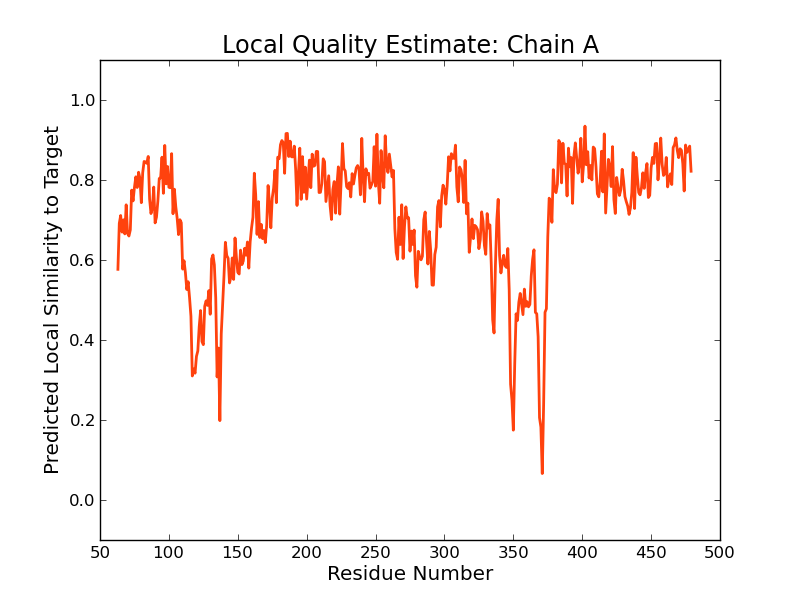 Local Quality Estimate: Chain A
Predicted Local Similarity to Target
1.0
0.8
0.6
0.4
0.2
0.0
50 100 150 200 250 300 350 400 450 500
Residue Number